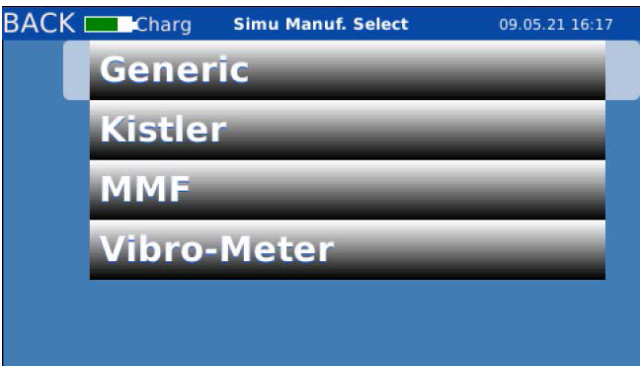 BACK Charg Simu Manuf. Select 09.05.21 16:17
Generic
Kistler
MMF
Vibro-Meter